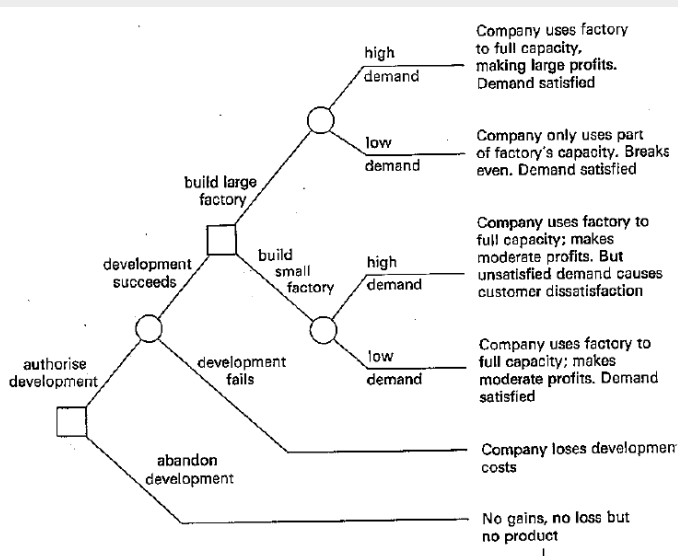 Company uses factory
to full capacity,
making large profits.
Demand satisfied
high
demand
Company only uses part
of factory's capacity. Breaks
even. Demand satisfied
low
demand
build large
factory
Company uses factory to
full capacity; makes
moderate profits. But
unsatisfied demand causes
customer dissatisfaction
build
small
factory
high
demand
development
succeeds
Company uses factory to
full capacity; makes
moderate profits. Demand
satisfied
low
demand
authorise
development
development
fails
Company loses developmen
costs
abandon
development
No gains, no loss but
no product